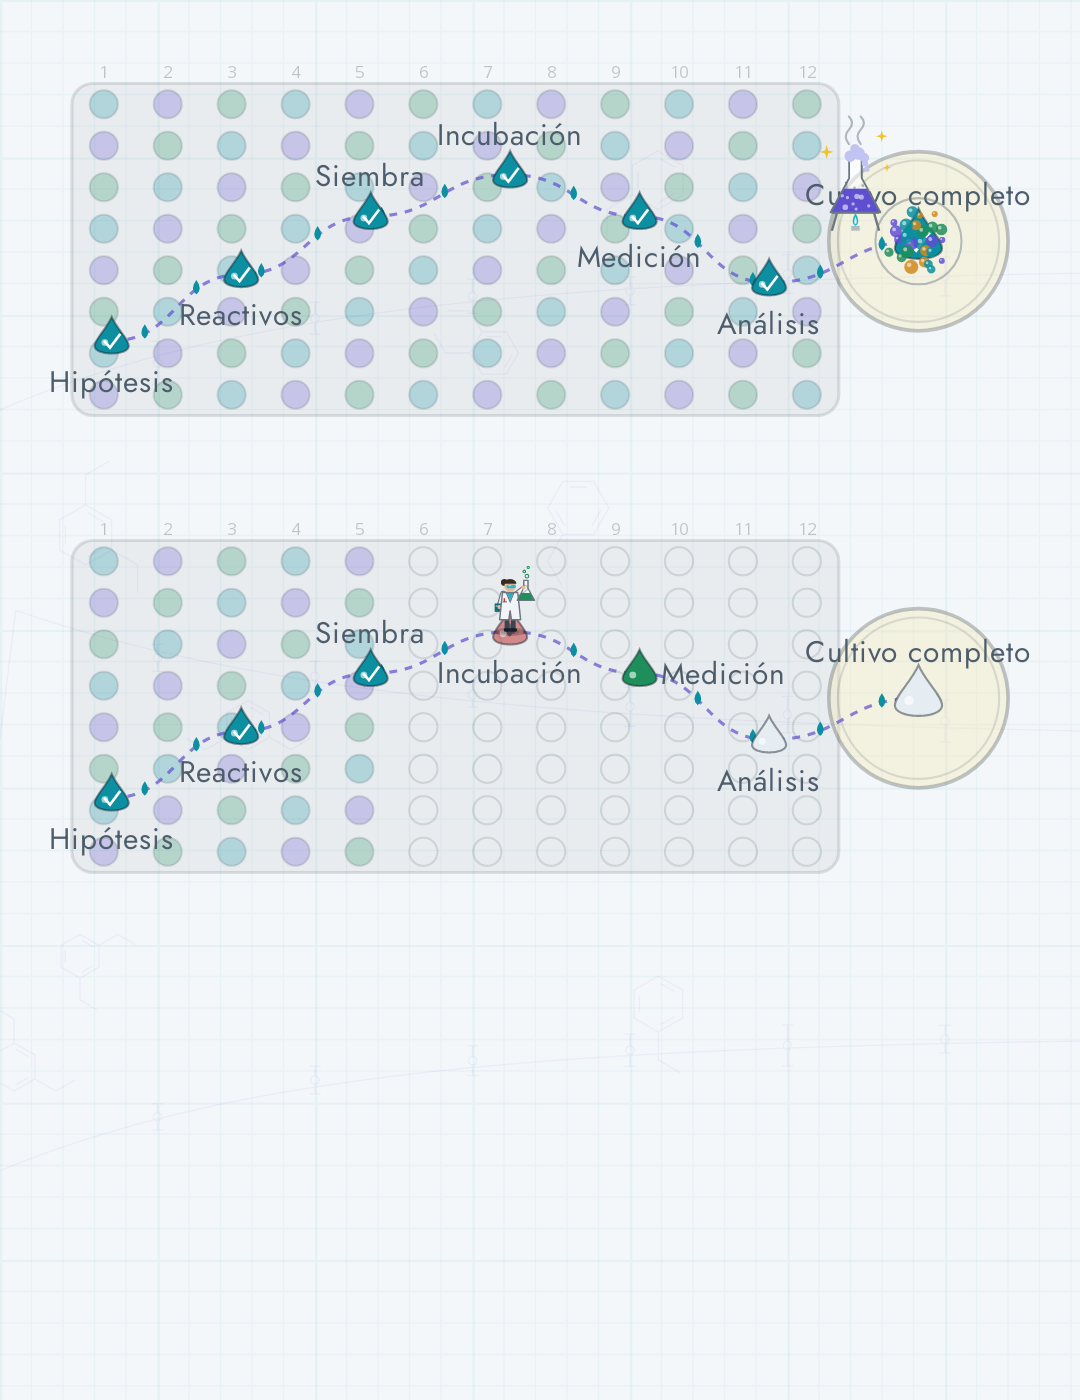 1 2 3 4 5 6 7 8 9 10 11 12
Incubación
Siembra
Cultivo completo
Medición
Reactivos
Análisis
Hipótesis
1 2 3 4 5 6 7 8 9 10 11 12
Siembra
Cultivo completo
Incubación
Medición
Reactivos
Análisis
Hipótesis